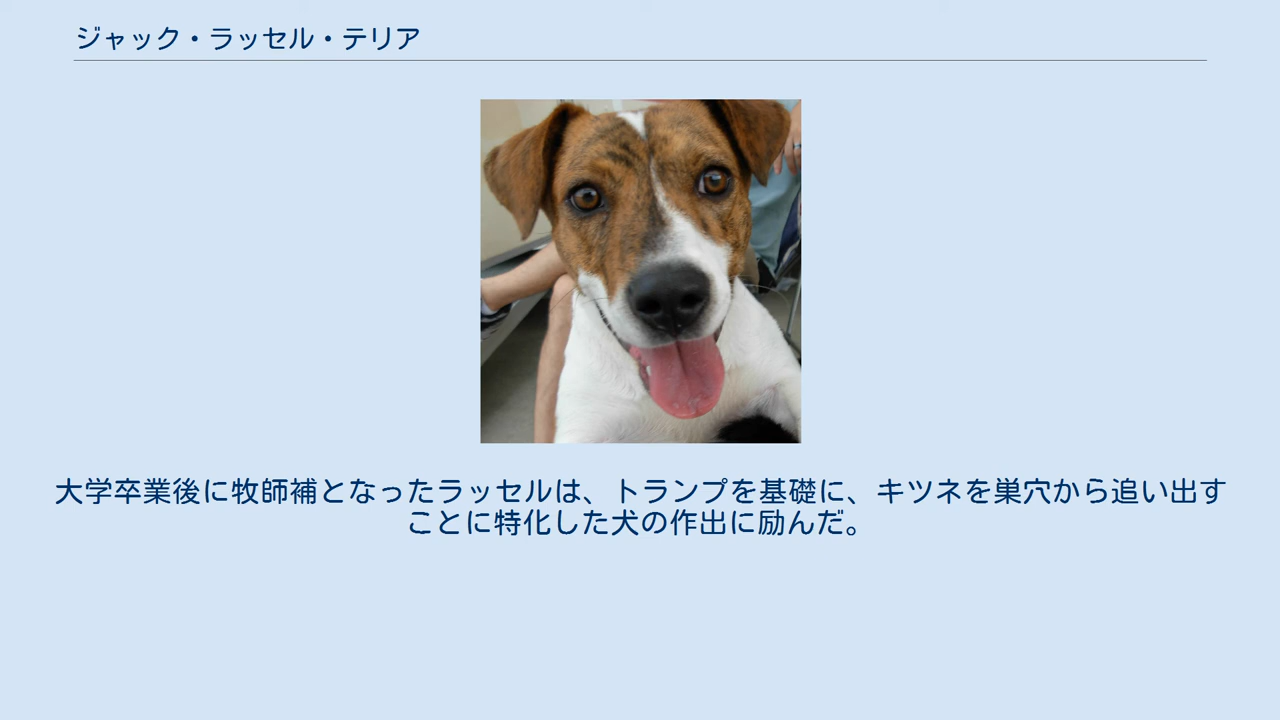 ジャック・ラッセル・テリア
大学卒業後に牧師補となったラッセルは、トランプを基礎に、キツネを巣穴から追い出す
ことに特化した犬の作出に励んだ。